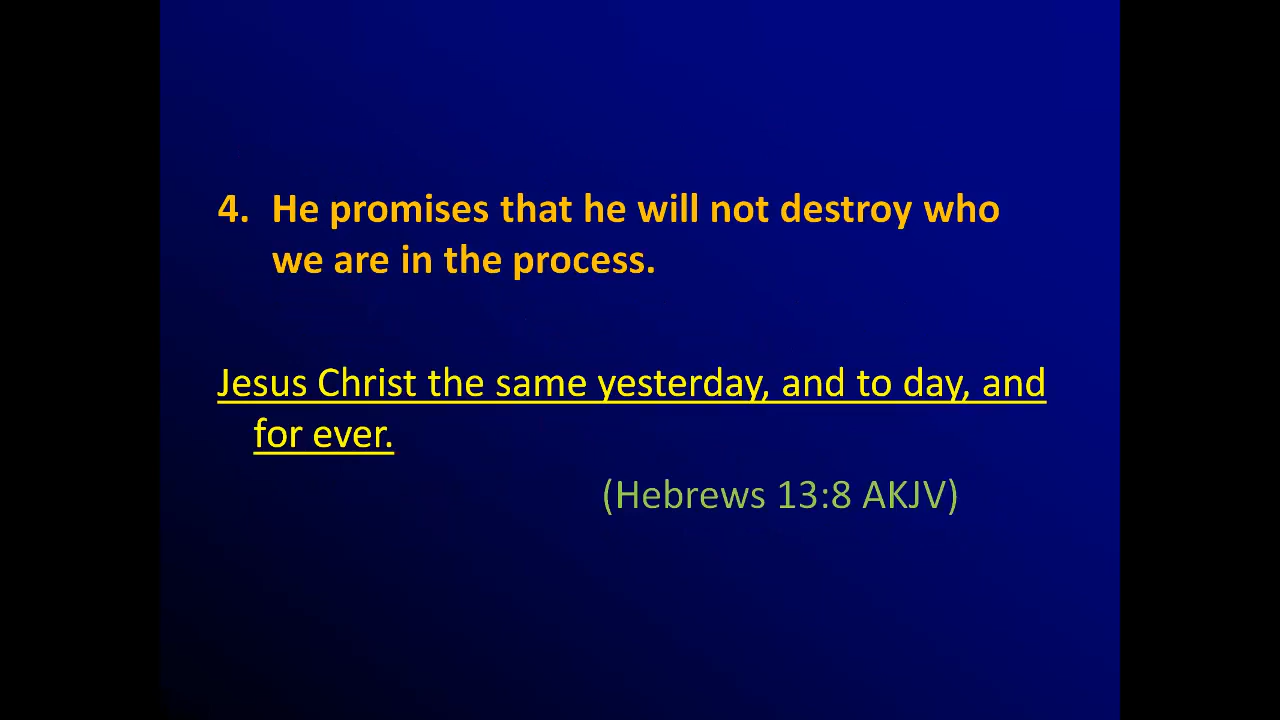 4. He promises that he will not destroy who
we are in the process.
Jesus Christ the same yesterday, and to day, and
for ever.
(Hebrews 13:8 AKJV)